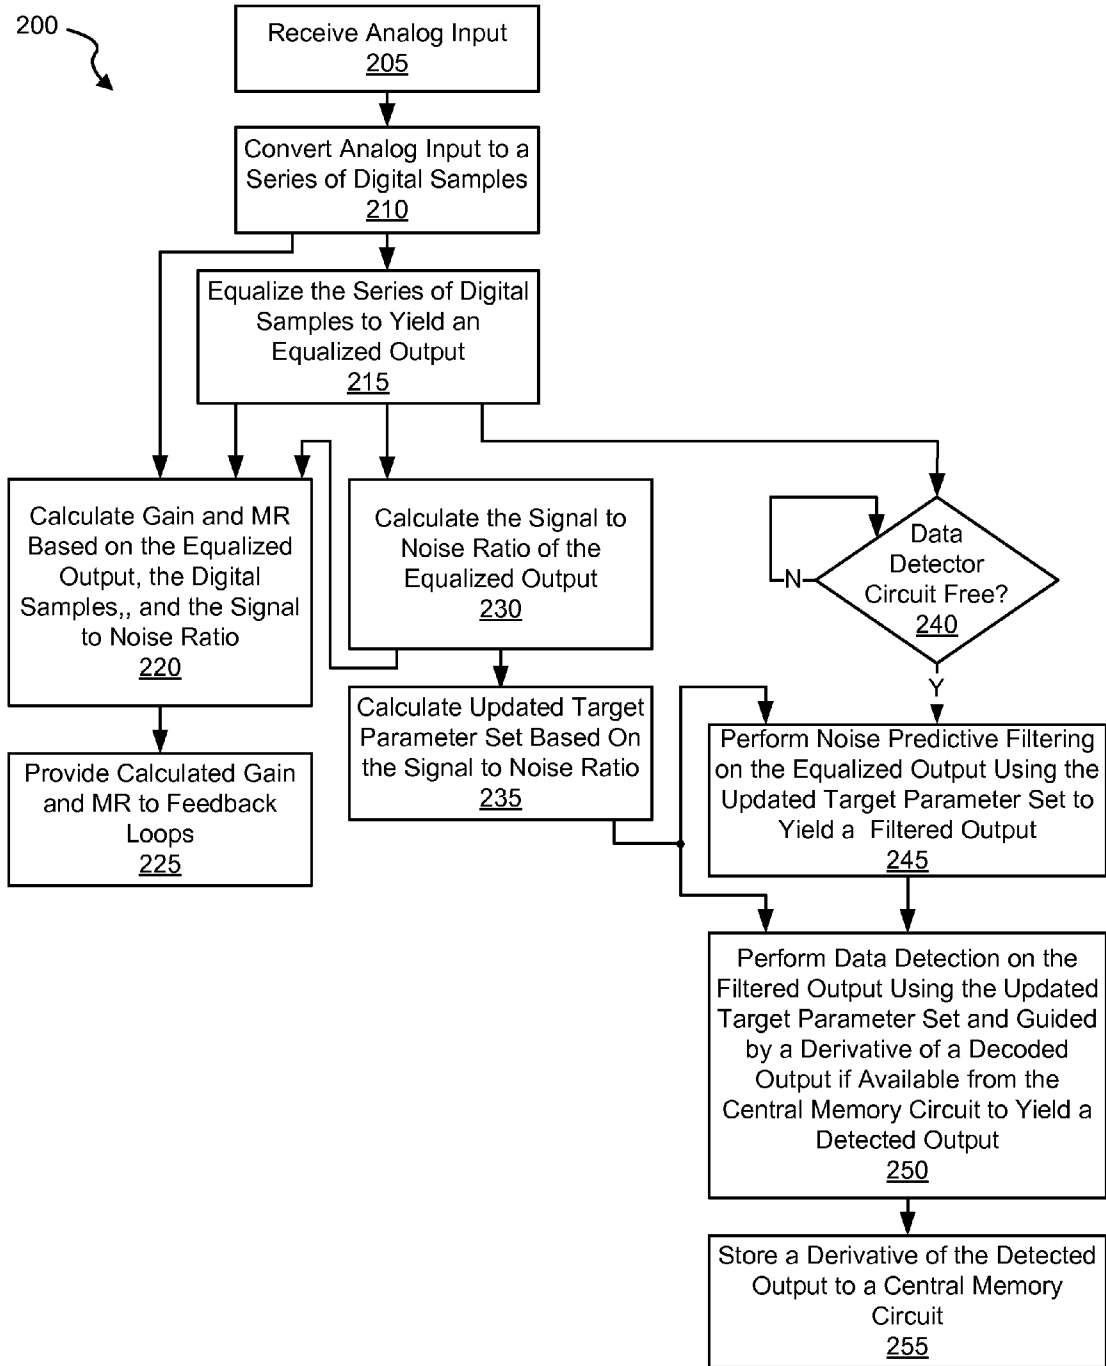 200
Receive Analog Input
205
Convert Analog Input to a
Series of Digital Samples
210
Equalize the Series of Digital
Samples to Yield an
Equalized Output
215
Calculate Gain and MR
Based on the Equalized
Output, the Digital
Samples,, and the Signal
to Noise Ratio
220
Provide Calculated Gain
and MR to Feedback
Loops
225
Calculate the Signal to
Noise Ratio of the
Equalized Output
230
Calculate Updated Target
Parameter Set Based On
the Signal to Noise Ratio
235
Data
Detector
Circuit Free?
240
N
Y
Perform Noise Predictive Filtering
on the Equalized Output Using the
Updated Target Parameter Set to
Yield a Filtered Output
245
Perform Data Detection on the
Filtered Output Using the Updated
Target Parameter Set and Guided
by a Derivative of a Decoded
Output if Available from the
Central Memory Circuit to Yield a
Detected Output
250
Store a Derivative of the Detected
Output to a Central Memory
Circuit
255